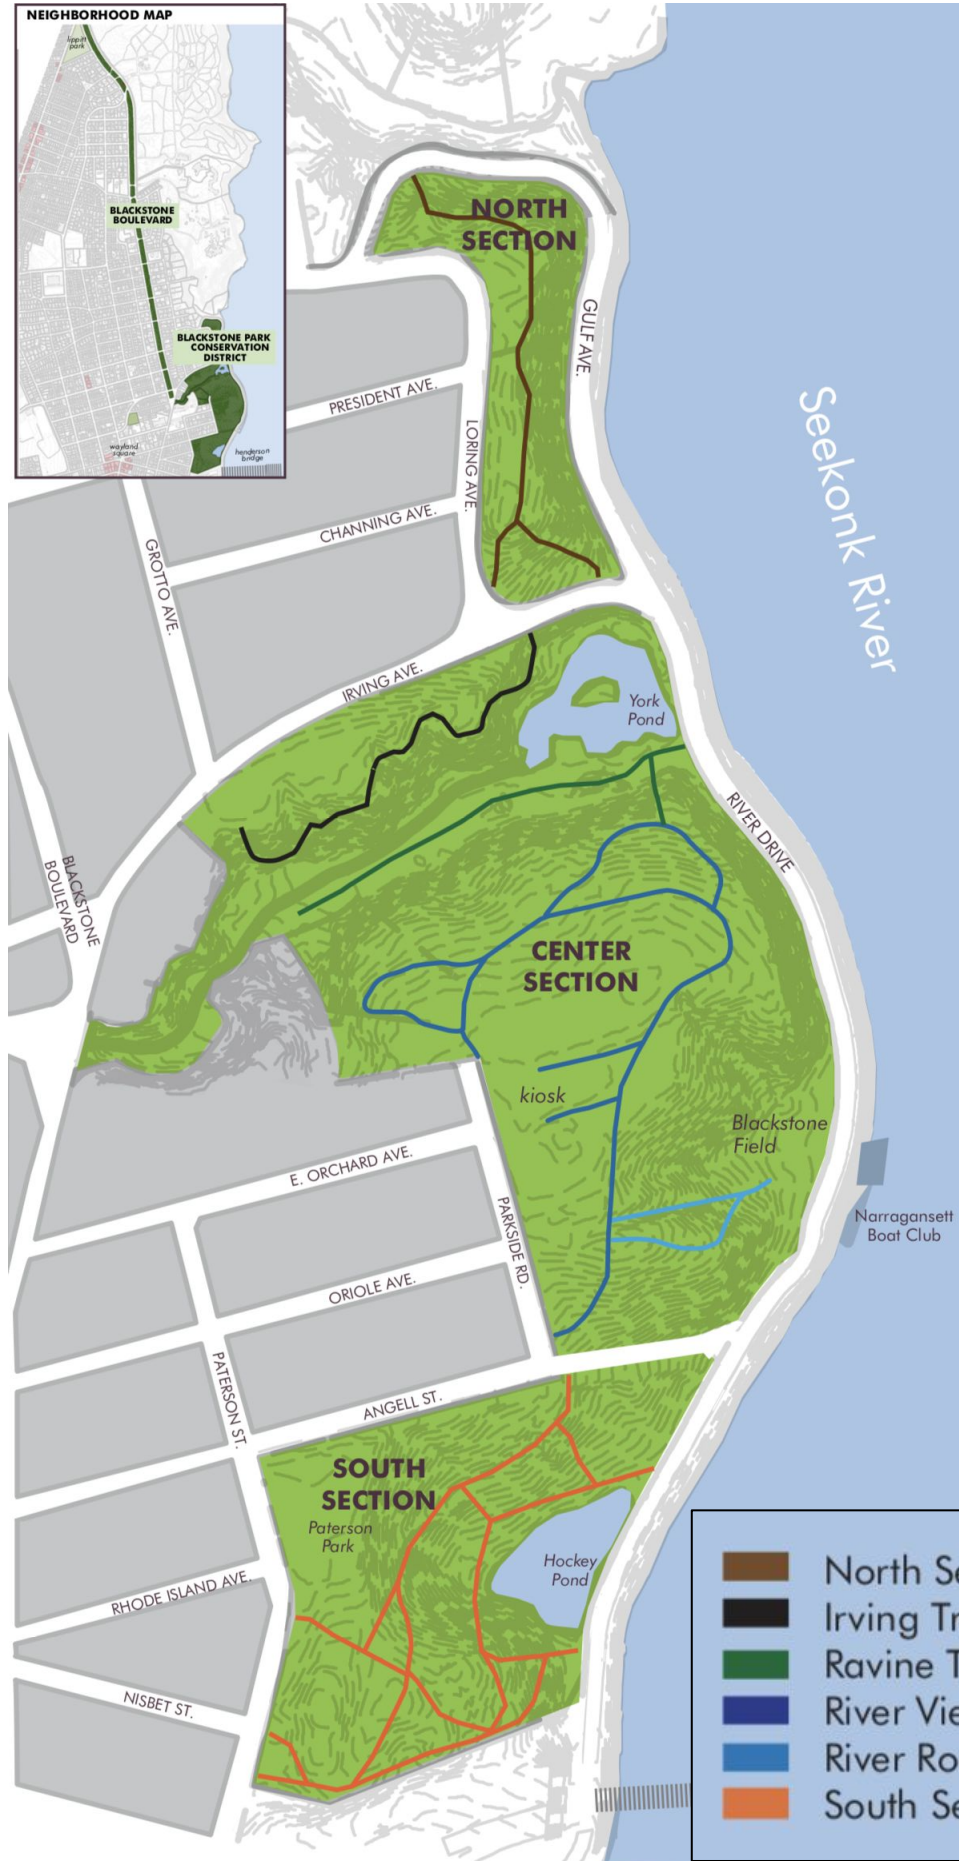 NEIGHBORHOOD MAP
lippitt
park
BLACKSTONE
BOULEVARD
BLACKSTONE PARK
CONSERVATION
DISTRICT
wayland
square
henderson
bridge
NORTH
SECTION
GULF AVE.
PRESIDENT AVE.
LORING AVE.
CHANNING AVE.
GROTTO AVE.
Seekonk River
IRVING AVE.
York
Pond
RIVER DRIVE
BLACKSTONE
BOULEVARD
CENTER
SECTION
kiosk
Blackstone
Field
E. ORCHARD AVE.
PARKSIDE RD.
Narragansett
Boat Club
ORIOLE AVE.
PATERSON ST.
ANGELL ST.
SOUTH
SECTION
Paterson
Park
Hockey
Pond
RHODE ISLAND AVE.
NISBET ST.
North Se
Irving Tr
Ravine T
River Vie
River Ro
South Se